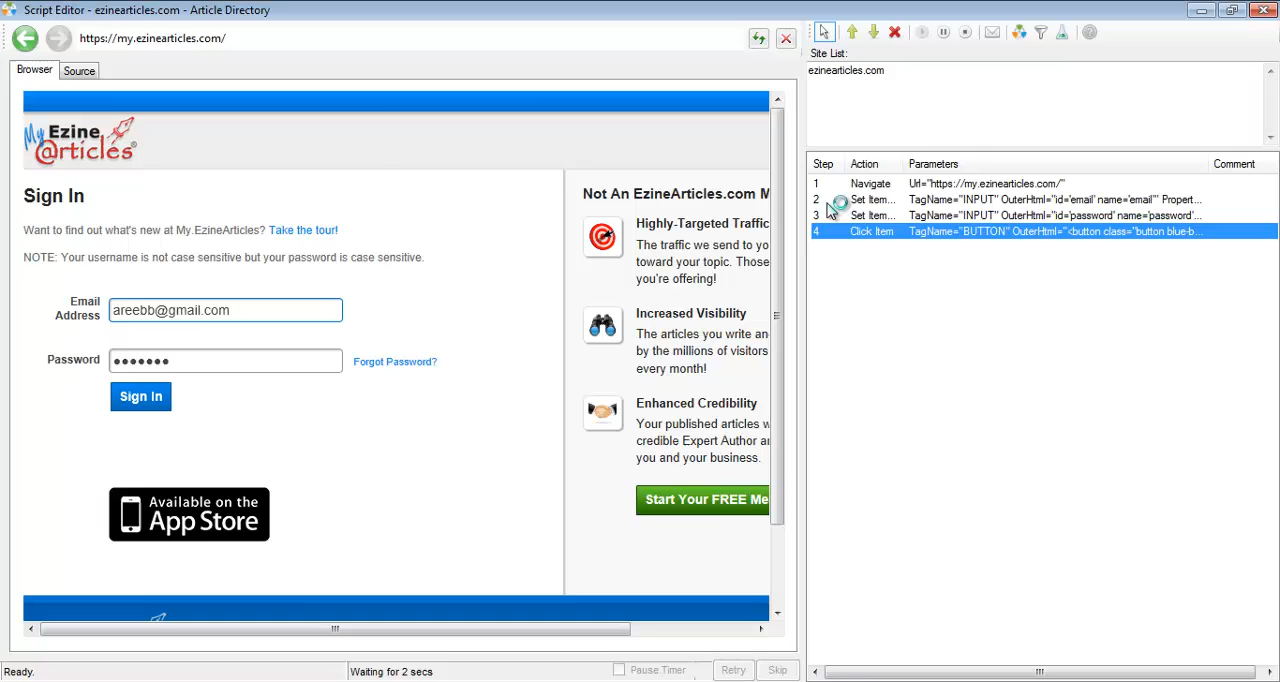 Script Editor - ezinearticles.com - Article Directory
https://my.ezinearticles.com/
Browser
Source
My Ezine
@rticles®
Sign In
Want to find out what's new at My.EzineArticles? Take the tour!
NOTE: Your username is not case sensitive but your password is case sensitive.
Email
Address
areebb@gmail.com
Password
Forgot Password?
Sign In
Available on the
App Store
Not An EzineArticles.com M
Highly-Targeted Traffic
The traffic we send to yo
toward your topic. Those
you're offering!
Increased Visibility
The articles you write an
by the millions of visitors
every month!
Enhanced Credibility
Your published articles w
credible Expert Author a
you and your business.
Start Your FREE Me
Ready.
Waiting for 2 secs
Pause Timer
Retry
Skip
Site List:
ezinearticles.com
Step Action Parameters Comment
1 Navigate Url="https://my.ezinearticles.com/"
2 Set Item... TagName="INPUT" OuterHtml="id='email' name='email'" Propert...
3 Set Item... TagName="INPUT" OuterHtml="id='password' name='password'...
4 Click Item TagName="BUTTON" OuterHtml="<button class="button blue-b...